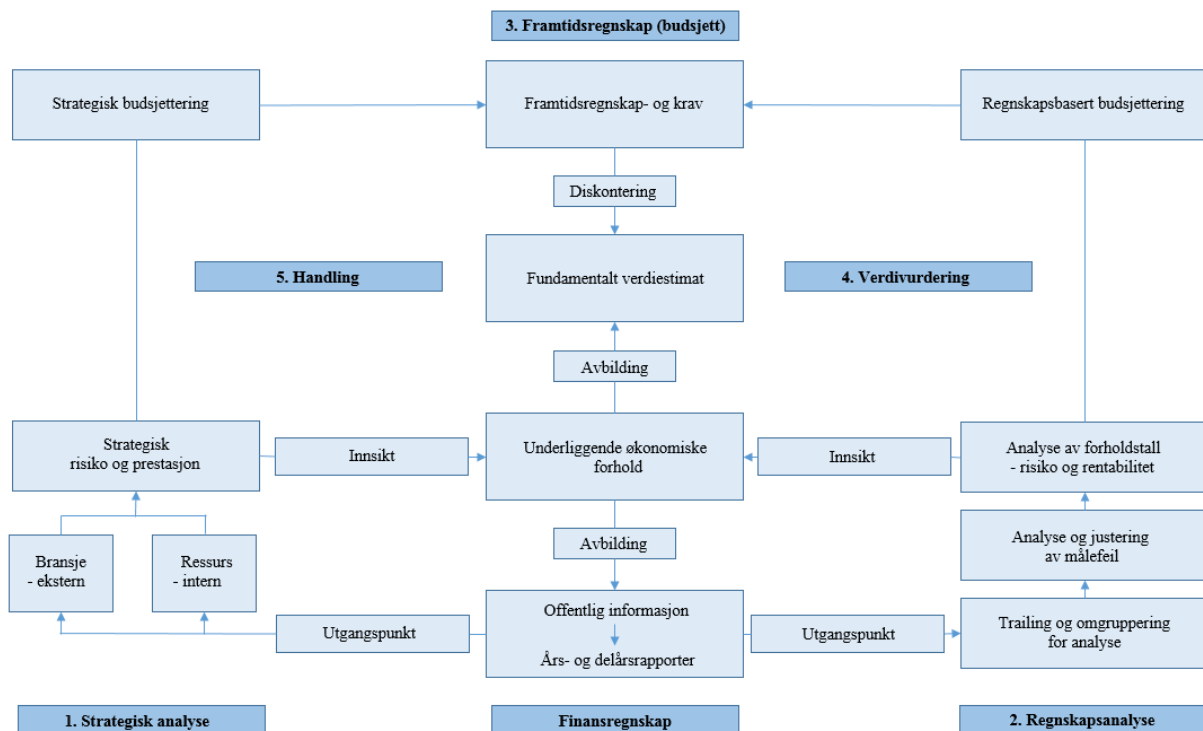 3. Framtidsregnskap (budsjett)
Strategisk budsjettering
Framtidsregnskap- og krav
Regnskapsbasert budsjettering
Diskontering
5. Handling
Fundamentalt verdiestimat
4. Verdivurdering
Avbilding
Strategisk
risiko og prestasjon
Innsikt
Underliggende økonomiske
forhold
Innsikt
Analyse av forholdstall
- risiko og rentabilitet
Bransje
- ekstern
Ressurs
- intern
Avbilding
Analyse og justering
av målefeil
Utgangspunkt
Offentlig informasjon
Års- og delårsrapporter
Utgangspunkt
Trailing og omgruppering
for analyse
1. Strategisk analyse
Finansregnskap
2. Regnskapsanalyse